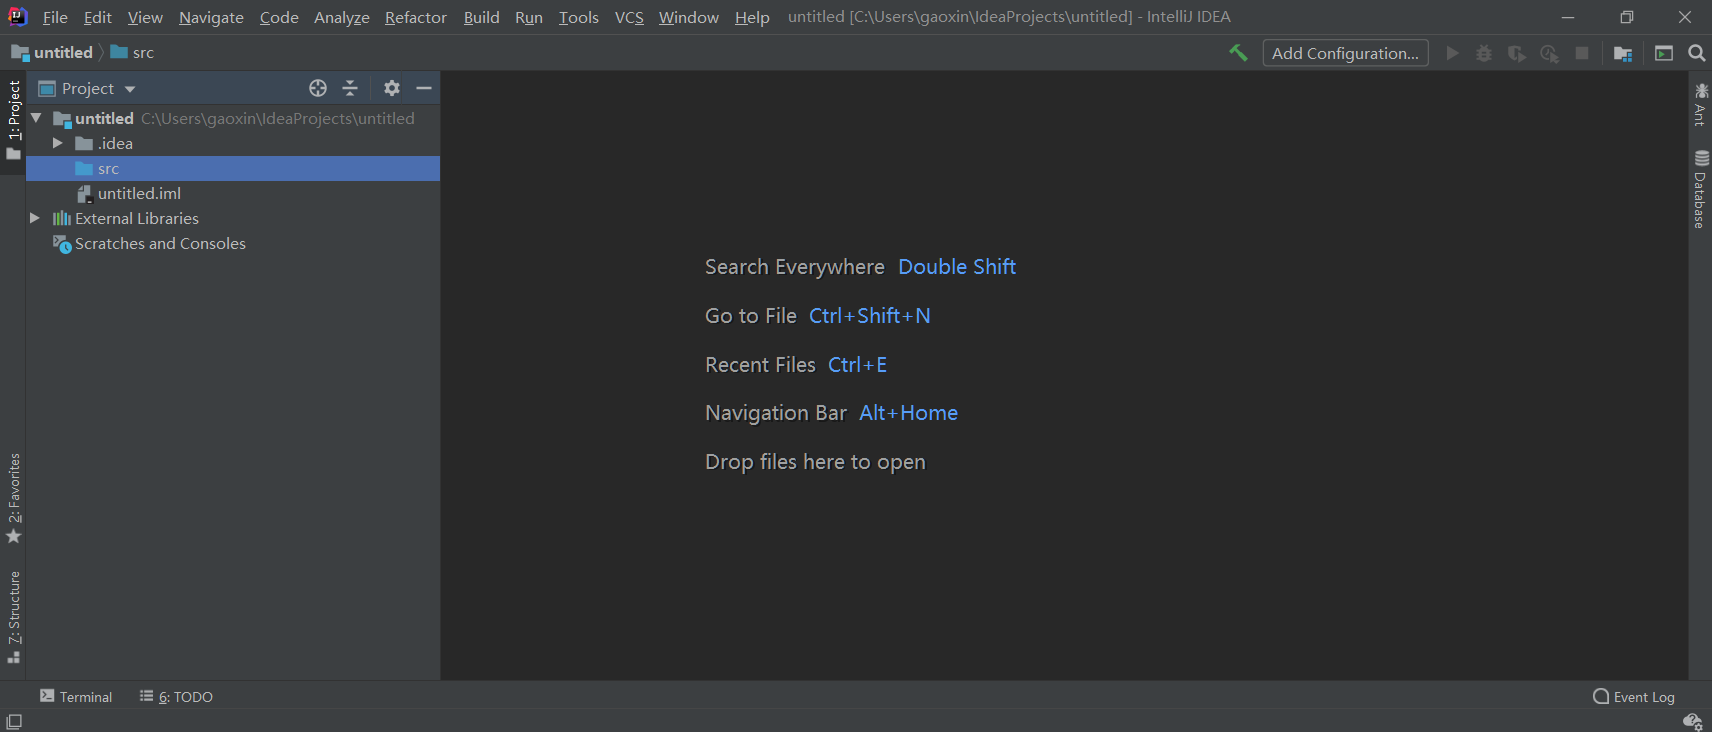 File Edit View Navigate Code Analyze Refactor Build Run Tools VCS Window Help untitled [C:\Users\gaoxin\IdeaProjects\untitled] - IntelliJ IDEA
untitled src Add Configuration...
1: Project
Project
untitled C:\Users\gaoxin\IdeaProjects\untitled
.idea
src
untitled.iml
External Libraries
Scratches and Consoles
Search Everywhere Double Shift
Go to File Ctrl+Shift+N
Recent Files Ctrl+E
Navigation Bar Alt+Home
Drop files here to open
Ant
Database
2: Favorites
7: Structure
Terminal 6: TODO Event Log